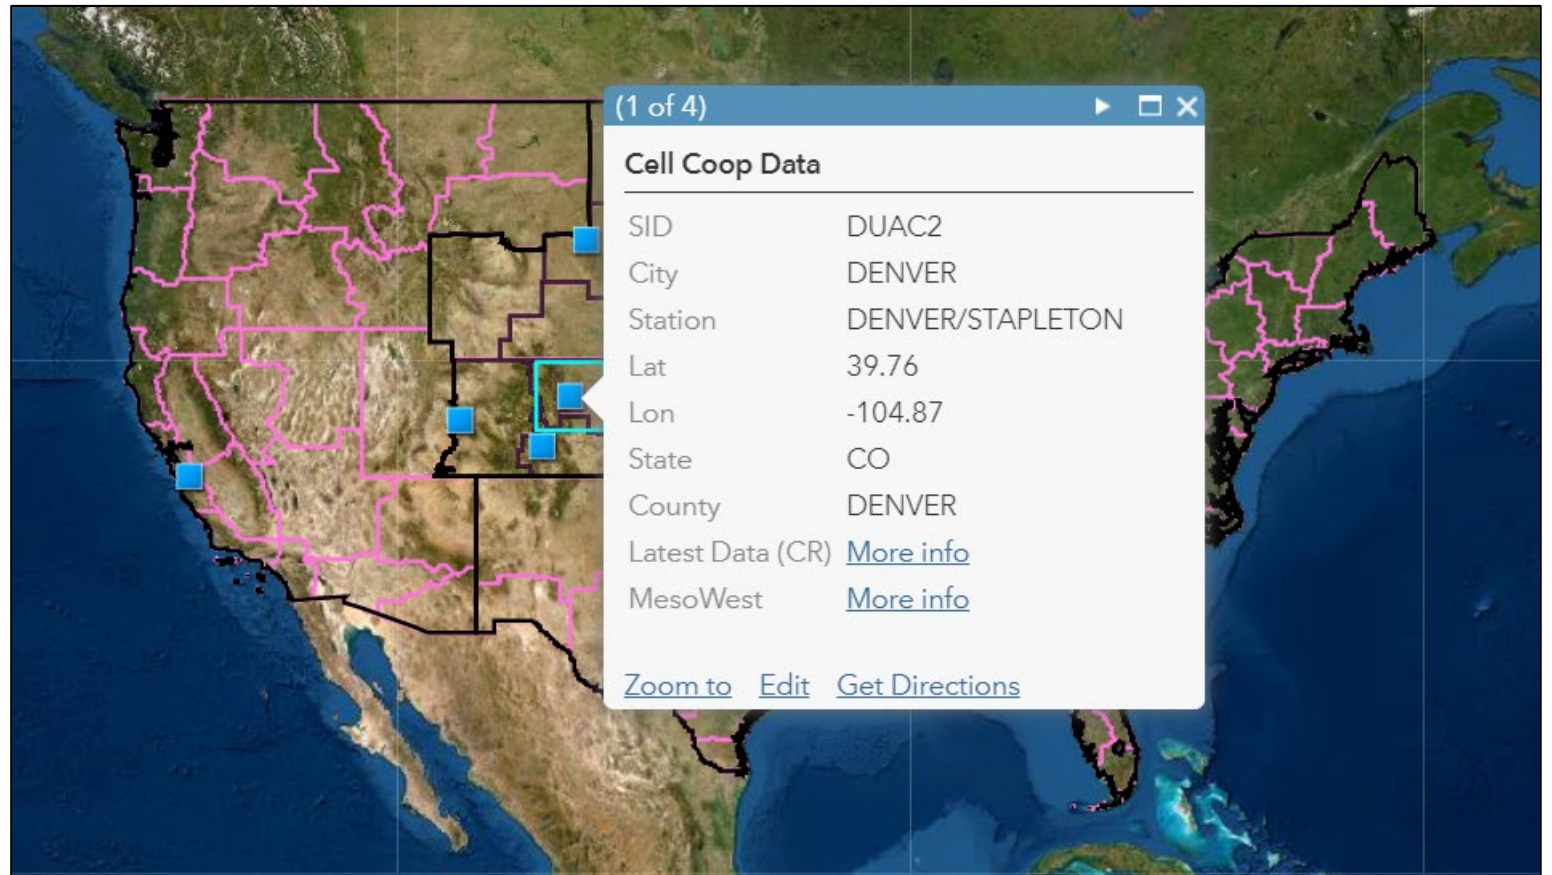 (1 of 4)
Cell Coop Data
SID DUAC2
City DENVER
Station DENVER/STAPLETON
Lat 39.76
Lon -104.87
State CO
County DENVER
Latest Data (CR) More info
MesoWest More info
Zoom to Edit Get Directions